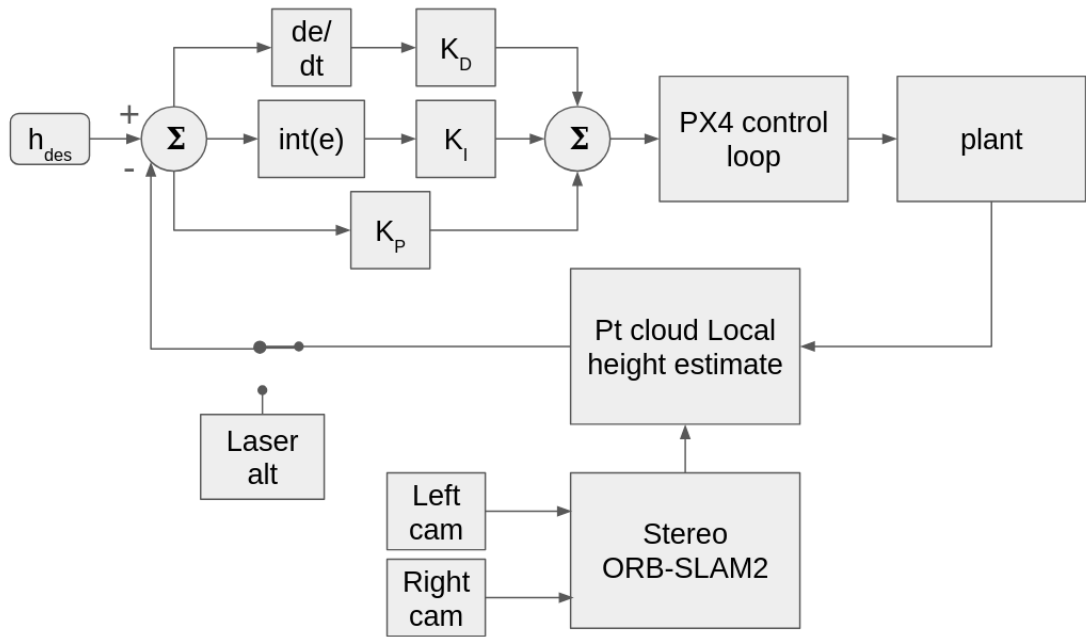 de/
dt
K_D
+
h_des
Σ
int(e)
K_I
Σ
PX4 control
loop
plant
-
K_P
Pt cloud Local
height estimate
Laser
alt
Left
cam
Stereo
ORB-SLAM2
Right
cam